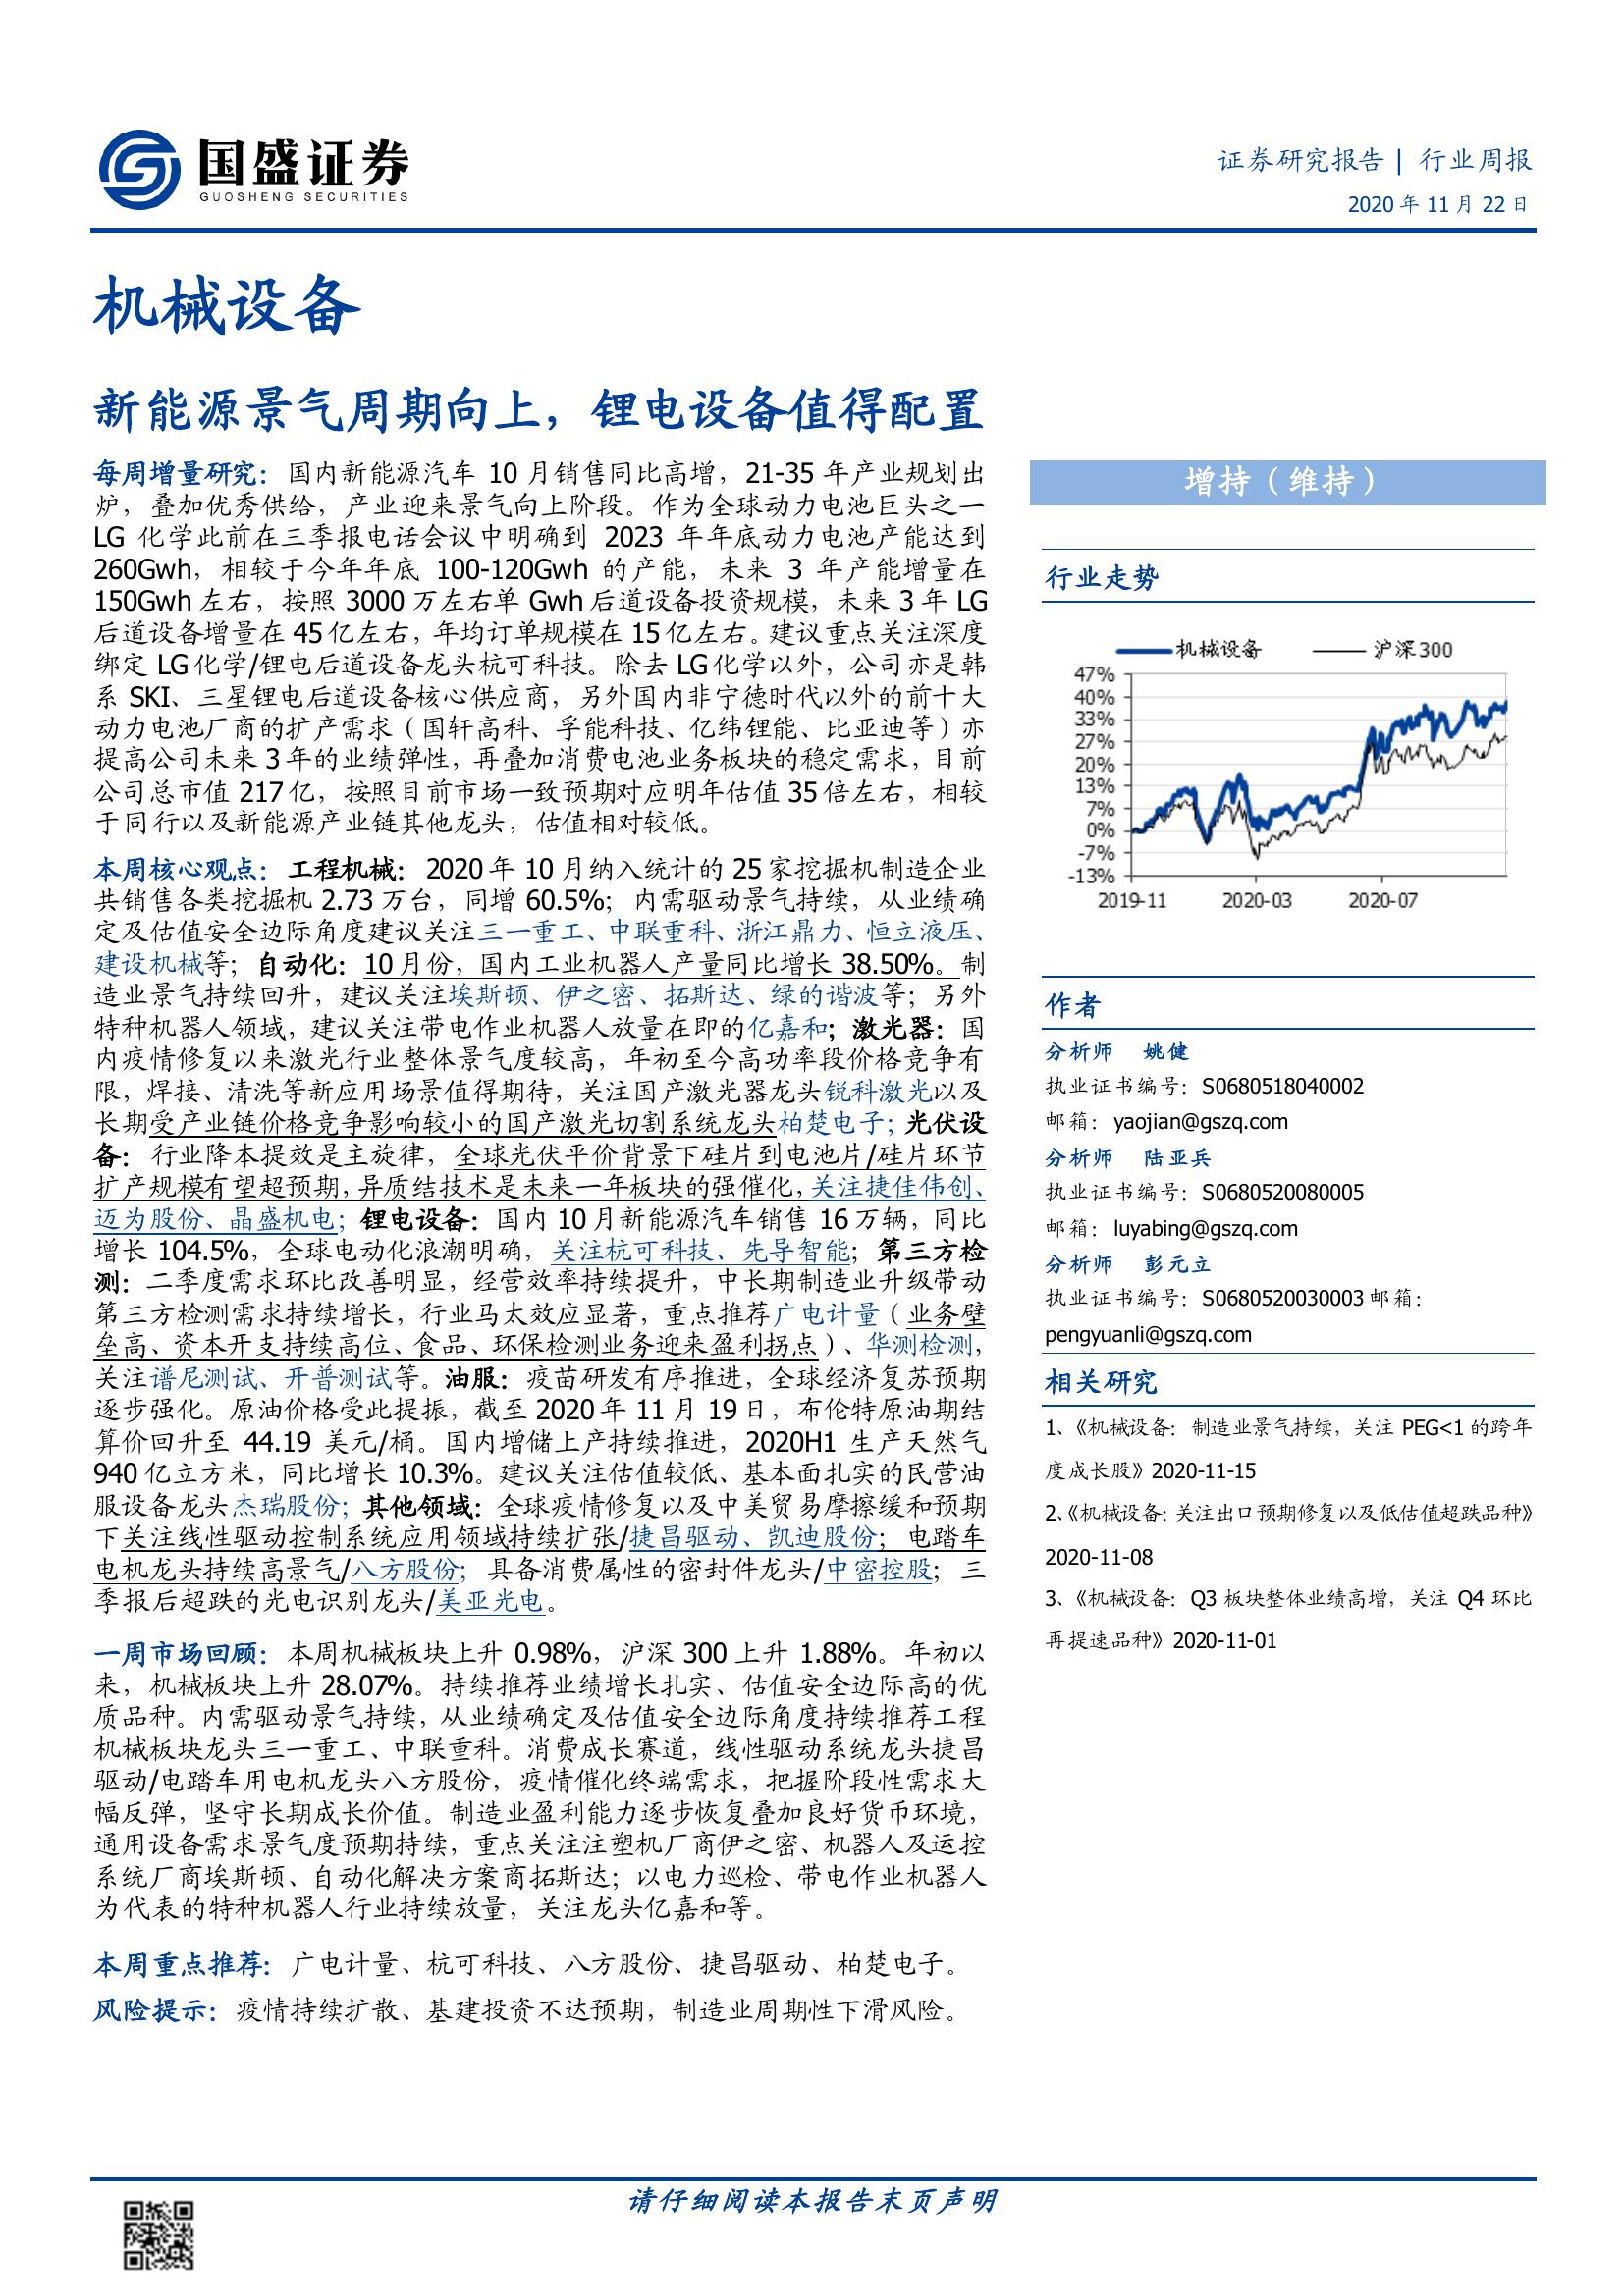 国盛证券
GUOSHENG SECURITIES
证券研究报告 | 行业周报
2020 年 11 月 22 日
机械设备
新能源景气周期向上，锂电设备值得配置
每周增量研究：国内新能源汽车 10 月销售同比高增，21-35 年产业规划出
炉，叠加优秀供给，产业迎来景气向上阶段。作为全球动力电池巨头之一
LG 化学此前在三季报电话会议中明确到 2023 年年底动力电池产能达到
260Gwh，相较于今年年底 100-120Gwh 的产能，未来 3 年产能增量在
150Gwh 左右，按照 3000 万左右单 Gwh 后道设备投资规模，未来 3 年 LG
后道设备增量在 45 亿左右，年均订单规模在 15 亿左右。建议重点关注深度
绑定 LG 化学/锂电后道设备龙头杭可科技。除去 LG 化学以外，公司亦是韩
系 SKI、三星锂电后道设备核心供应商，另外国内非宁德时代以外的前十大
动力电池厂商的扩产需求（国轩高科、孚能科技、亿纬锂能、比亚迪等）亦
提高公司未来 3 年的业绩弹性，再叠加消费电池业务板块的稳定需求，目前
公司总市值 217 亿，按照目前市场一致预期对应明年估值 35 倍左右，相较
于同行以及新能源产业链其他龙头，估值相对较低。
本周核心观点：工程机械：2020 年 10 月纳入统计的 25 家挖掘机制造企业
共销售各类挖掘机 2.73 万台，同增 60.5%；内需驱动景气持续，从业绩确
定及估值安全边际角度建议关注三一重工、中联重科、浙江鼎力、恒立液压、
建设机械等；自动化：10 月份，国内工业机器人产量同比增长 38.50%。制
造业景气持续回升，建议关注埃斯顿、伊之密、拓斯达、绿的谐波等；另外
特种机器人领域，建议关注带电作业机器人放量在即的亿嘉和；激光器：国
内疫情修复以来激光行业整体景气度较高，年初至今高功率段价格竞争有
限，焊接、清洗等新应用场景值得期待，关注国产激光器龙头锐科激光以及
长期受产业链价格竞争影响较小的国产激光切割系统龙头柏楚电子；光伏设
备：行业降本提效是主旋律，全球光伏平价背景下硅片到电池片/硅片环节
扩产规模有望超预期，异质结技术是未来一年板块的强催化，关注捷佳伟创、
迈为股份、晶盛机电；锂电设备：国内 10 月新能源汽车销售 16 万辆，同比
增长 104.5%，全球电动化浪潮明确，关注杭可科技、先导智能；第三方检
测：二季度需求环比改善明显，经营效率持续提升，中长期制造业升级带动
第三方检测需求持续增长，行业马太效应显著，重点推荐广电计量（业务壁
垒高、资本开支持续高位、食品、环保检测业务迎来盈利拐点）、华测检测，
关注谱尼测试、开普测试等。油服：疫苗研发有序推进，全球经济复苏预期
逐步强化。原油价格受此提振，截至 2020 年 11 月 19 日，布伦特原油期结
算价回升至 44.19 美元/桶。国内增储上产持续推进，2020H1 生产天然气
940 亿立方米，同比增长 10.3%。建议关注估值较低、基本面扎实的民营油
服设备龙头杰瑞股份；其他领域：全球疫情修复以及中美贸易摩擦缓和预期
下关注线性驱动控制系统应用领域持续扩张/捷昌驱动、凯迪股份；电踏车
电机龙头持续高景气/八方股份；具备消费属性的密封件龙头/中密控股；三
季报后超跌的光电识别龙头/美亚光电。
一周市场回顾：本周机械板块上升 0.98%，沪深 300 上升 1.88%。年初以
来，机械板块上升 28.07%。持续推荐业绩增长扎实、估值安全边际高的优
质品种。内需驱动景气持续，从业绩确定及估值安全边际角度持续推荐工程
机械板块龙头三一重工、中联重科。消费成长赛道，线性驱动系统龙头捷昌
驱动/电踏车用电机龙头八方股份，疫情催化终端需求，把握阶段性需求大
幅反弹，坚守长期成长价值。制造业盈利能力逐步恢复叠加良好货币环境，
通用设备需求景气度预期持续，重点关注注塑机厂商伊之密、机器人及运控
系统厂商埃斯顿、自动化解决方案商拓斯达；以电力巡检、带电作业机器人
为代表的特种机器人行业持续放量，关注龙头亿嘉和等。
本周重点推荐：广电计量、杭可科技、八方股份、捷昌驱动、柏楚电子。
风险提示：疫情持续扩散、基建投资不达预期，制造业周期性下滑风险。
增持（维持）
行业走势
机械设备 沪深300
47%
40%
33%
27%
20%
13%
7%
0%
-7%
-13%
2019-11 2020-03 2020-07
作者
分析师 姚健
执业证书编号：S0680518040002
邮箱：yaojian@gszq.com
分析师 陆亚兵
执业证书编号：S0680520080005
邮箱：luyabing@gszq.com
分析师 彭元立
执业证书编号：S0680520030003 邮箱：
pengyuanli@gszq.com
相关研究
1、《机械设备：制造业景气持续，关注 PEG<1 的跨年
度成长股》2020-11-15
2、《机械设备：关注出口预期修复以及低估值超跌品种》
2020-11-08
3、《机械设备：Q3 板块整体业绩高增，关注 Q4 环比
再提速品种》2020-11-01
请仔细阅读本报告末页声明